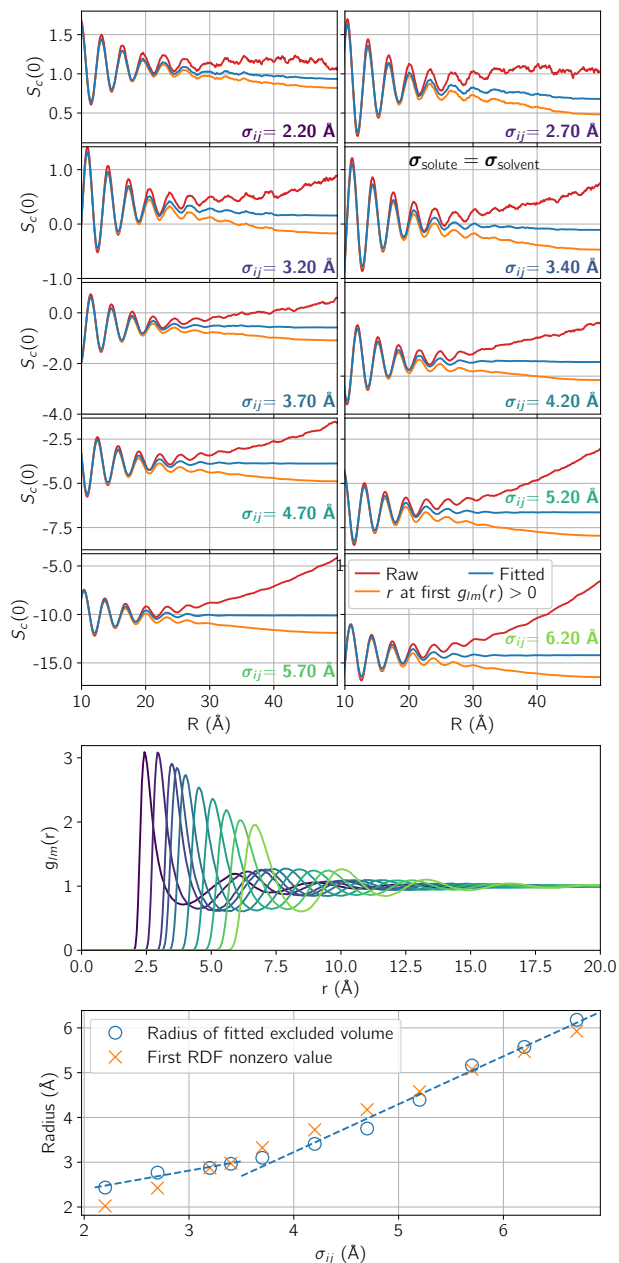 1.5
1.0
0.5
S_c(0)
σ_ij= 2.20 Å
σ_ij= 2.70 Å
1.0
0.0
-1.0
S_c(0)
σ_solute = σ_solvent
σ_ij= 3.20 Å
σ_ij= 3.40 Å
0.0
-2.0
-4.0
S_c(0)
σ_ij= 3.70 Å
σ_ij= 4.20 Å
-2.5
-5.0
-7.5
S_c(0)
σ_ij= 4.70 Å
σ_ij= 5.20 Å
-5.0
-10.0
-15.0
S_c(0)
Raw
Fitted
r at first g_lm(r) > 0
σ_ij= 5.70 Å
σ_ij= 6.20 Å
10 20 30 40
10 20 30 40
R (Å)
R (Å)
3
2
1
0
g_lm(r)
0.0 2.5 5.0 7.5 10.0 12.5 15.0 17.5 20.0
r (Å)
6
5
4
3
2
Radius (Å)
Radius of fitted excluded volume
First RDF nonzero value
2 3 4 5 6
σ_ij (Å)